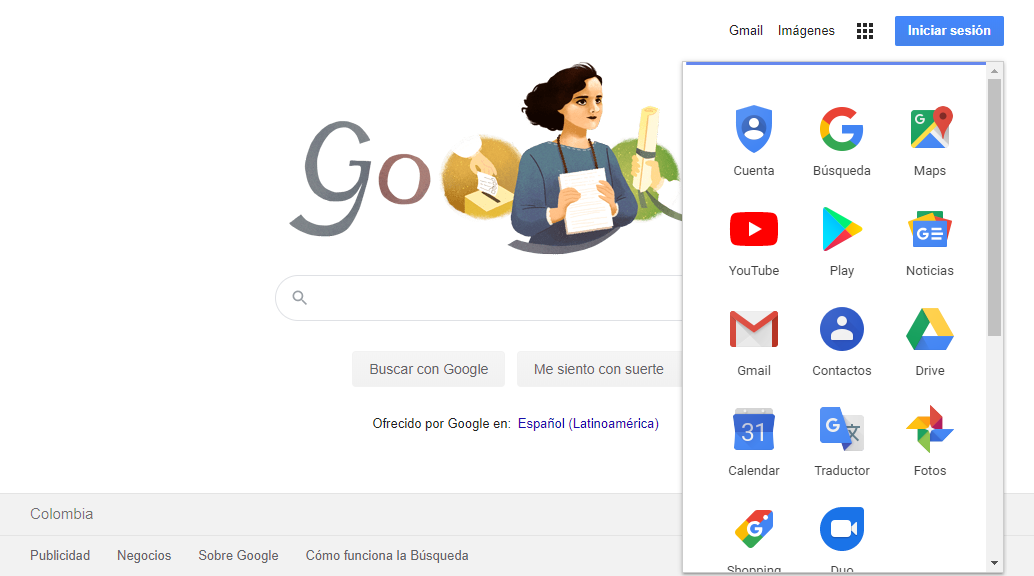 Gmail Imágenes Iniciar sesión
Goo
Cuenta Búsqueda Maps
YouTube Play Noticias
Gmail Contactos Drive
31
Calendar Traductor Fotos
Shopping Duo
Buscar con Google Me siento con suerte
Ofrecido por Google en: Español (Latinoamérica)
Colombia
Publicidad Negocios Sobre Google Cómo funciona la Búsqueda